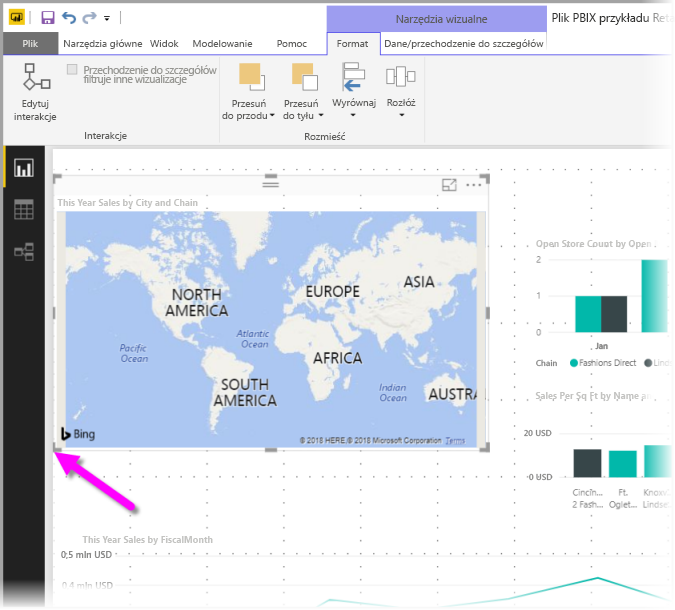 Narzędzia wizualne
Plik PBIX przykładu Reta
Plik
Narzędzia główne
Widok
Modelowanie
Pomoc
Format
Dane/przechodzenie do szczegółów
Edytuj
interakcje
Przechodzenie do szczegółów
filtruje inne wizualizacje
Przesuń
do przodu
Przesuń
do tyłu
Wyrównaj
Rozłóż
Interakcje
Rozmieść
This Year Sales by City and Chain
NORTH
AMERICA
EUROPE
ASIA
Pacific
Ocean
Atlantic
Ocean
AFRICA
SOUTH
AMERICA
Indian
Ocean
AUSTRA
Bing
© 2018 HERE,© 2018 Microsoft Corporation Terms
Open Store Count by Open
2
1
0
Jan
Chain
Fashions Direct
Lind
Sales Per Sq Ft by Name a
20 USD
0 USD
Cincin...
2 Fash...
Ft.
Oglet...
Knoxvi
Lindse
This Year Sales by FiscalMonth
0,5 mln USD
0,4 mln USD